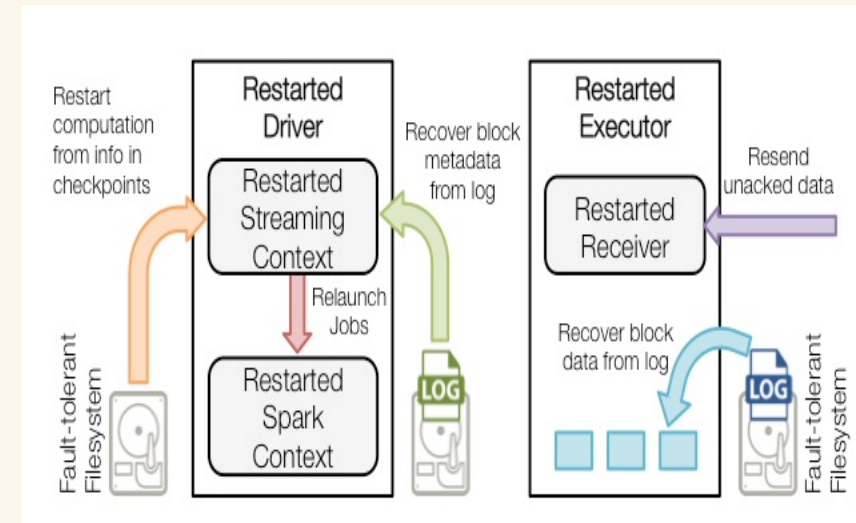 Restart
computation
from info in
checkpoints
Restarted
Driver
Restarted
Streaming
Context
Relaunch
Jobs
Restarted
Spark
Context
Recover block
metadata
from log
LOG
Fault-tolerant
Filesystem
Restarted
Executor
Restarted
Receiver
Resend
unacked data
Recover block
data from log
LOG
Fault-tolerant
Filesystem